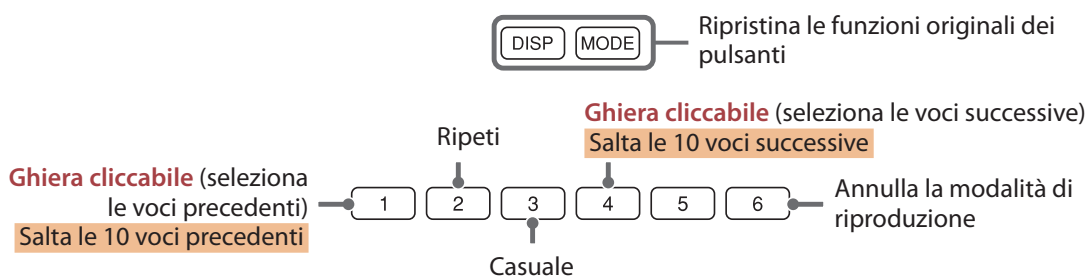 DISP MODE
Ripristina le funzioni originali dei
pulsanti
Ghiera cliccabile (seleziona le voci successive)
Salta le 10 voci successive
Ripeti
Ghiera cliccabile (seleziona
le voci precedenti)
Salta le 10 voci precedenti
1 2 3 4 5 6
Annulla la modalità di
riproduzione
Casuale